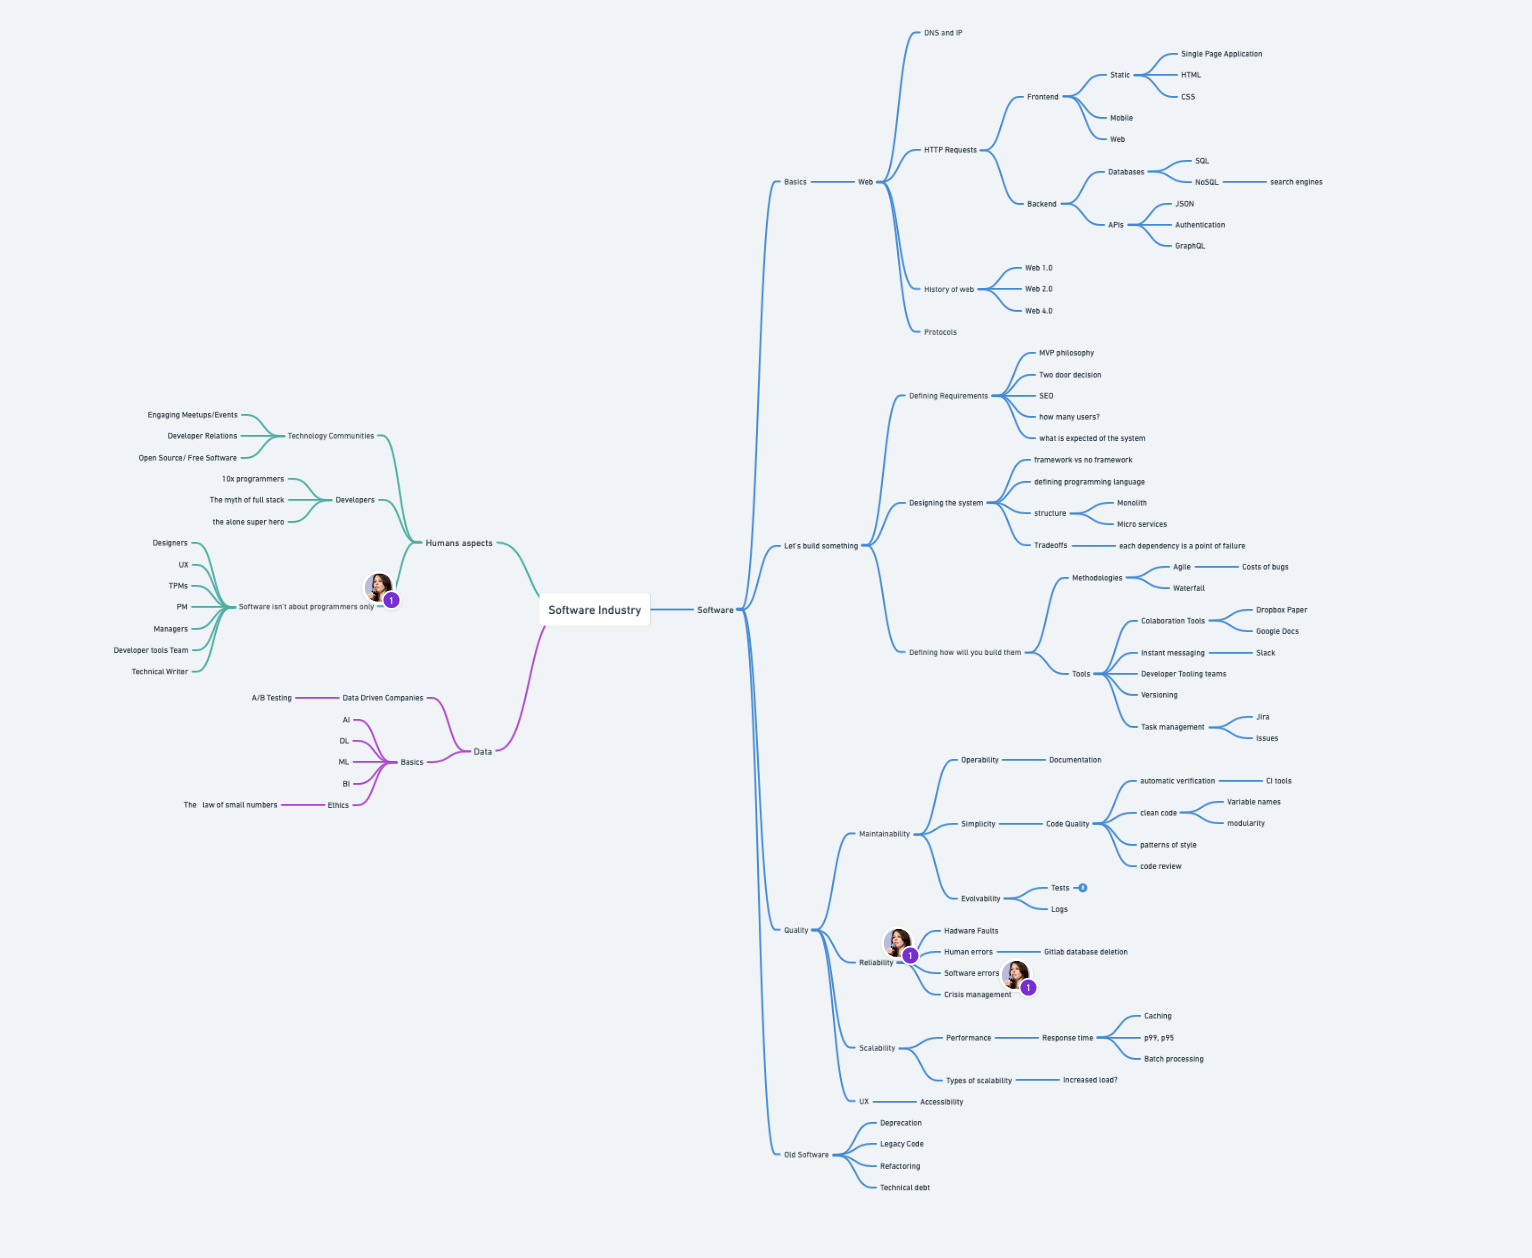 Software Industry
Humans aspects
Technology Communities
Engaging Meetups/Events
Developer Relations
Open Source/ Free Software
Developers
10x programmers
The myth of full stack
the alone super hero
Software isn't about programmers only
1
Designers
UX
TPMs
PM
Managers
Developer tools Team
Technical Writer
Data
Data Driven Companies
A/B Testing
Basics
AI
DL
ML
BI
Ethics
The law of small numbers
Software
Basics
Web
DNS and IP
HTTP Requests
Frontend
Static
Single Page Application
HTML
CSS
Mobile
Web
Backend
Databases
SQL
NoSQL
search engines
APIs
JSON
Authentication
GraphQL
History of web
Web 1.0
Web 2.0
Web 4.0
Protocols
Let's build something
Defining Requirements
MVP philosophy
Two door decision
SEO
how many users?
what is expected of the system
Designing the system
framework vs no framework
defining programming language
structure
Monolith
Micro services
Tradeoffs
each dependency is a point of failure
Defining how will you build them
Methodologies
Agile
Costs of bugs
Waterfall
Tools
Colaboration Tools
Dropbox Paper
Google Docs
Instant messaging
Slack
Developer Tooling teams
Versioning
Task management
Jira
Issues
Quality
Maintainability
Operability
Documentation
Simplicity
Code Quality
automatic verification
CI tools
clean code
Variable names
modularity
patterns of style
code review
Evolvability
Tests
Logs
Reliability
1
Hadware Faults
Human errors
Gitlab database deletion
Software errors
1
Crisis management
Scalability
Performance
Response time
Caching
p99, p95
Batch processing
Types of scalability
Increased load?
UX
Accessibility
Old Software
Deprecation
Legacy Code
Refactoring
Technical debt